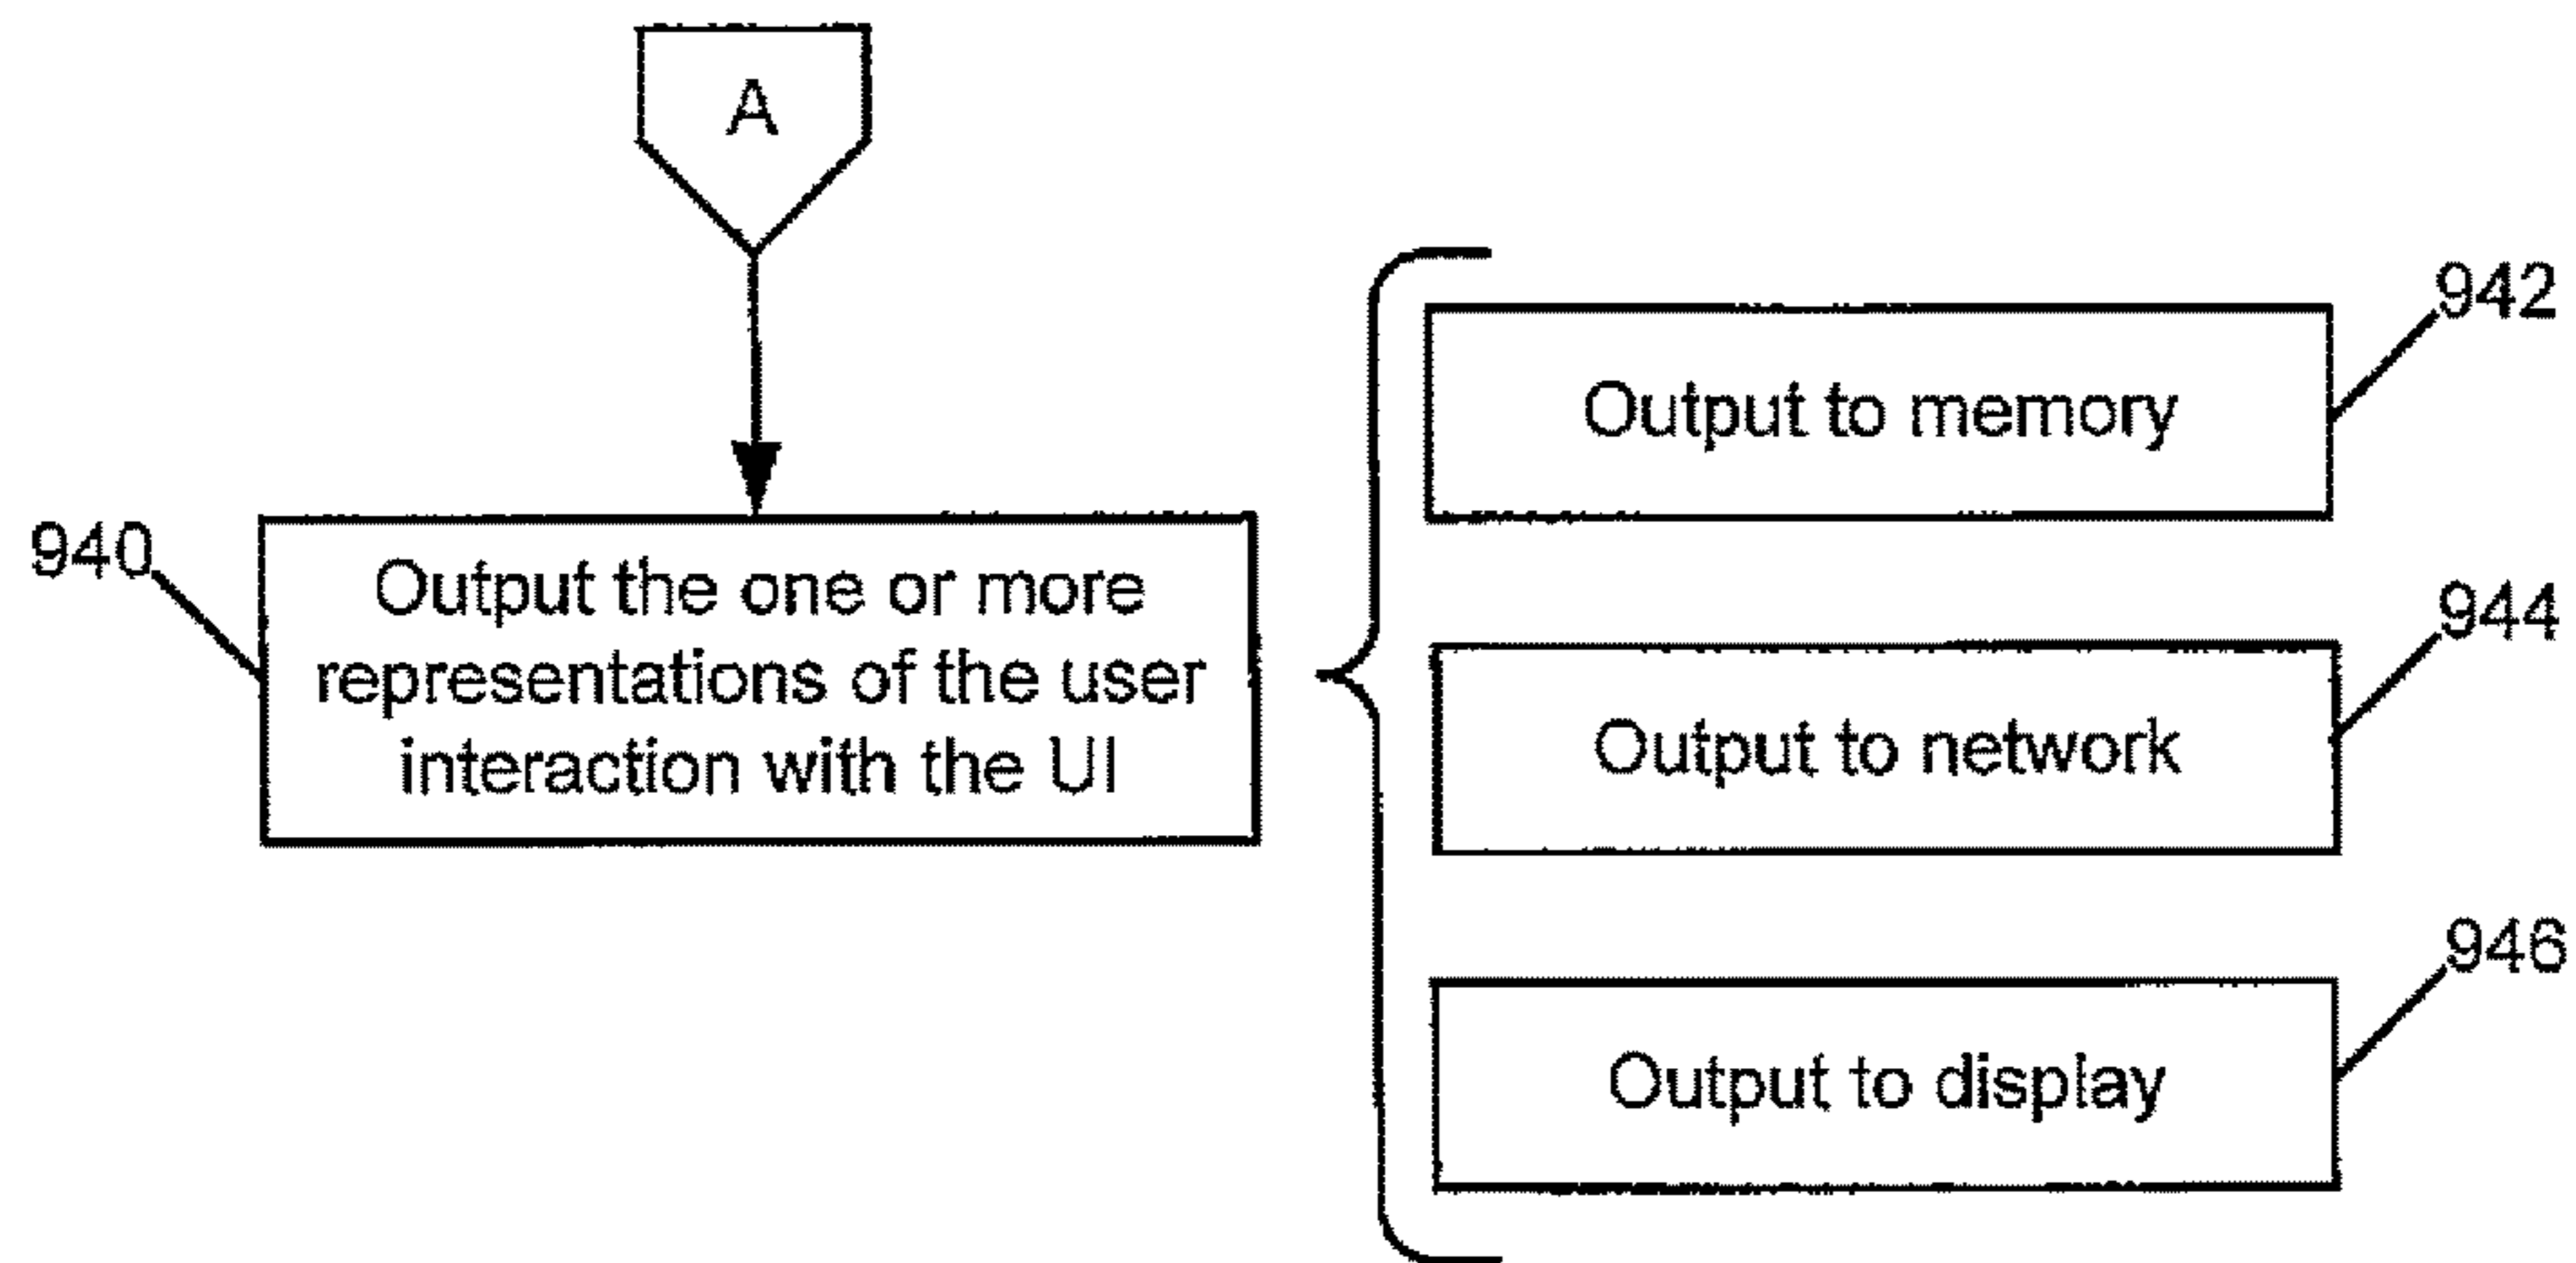 A
940
Output the one or more
representations of the user
interaction with the UI
942
Output to memory
944
Output to network
946
Output to display